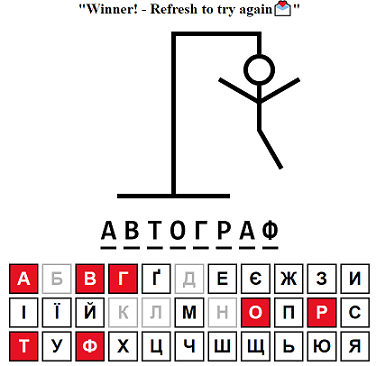 "Winner! - Refresh to try again💌"
АВТОГРАФ
А Б В Г Ґ Д Е Є Ж З И
І Ї Й К Л М Н О П Р С
Т У Ф Х Ц Ч Ш Щ Ь Ю Я